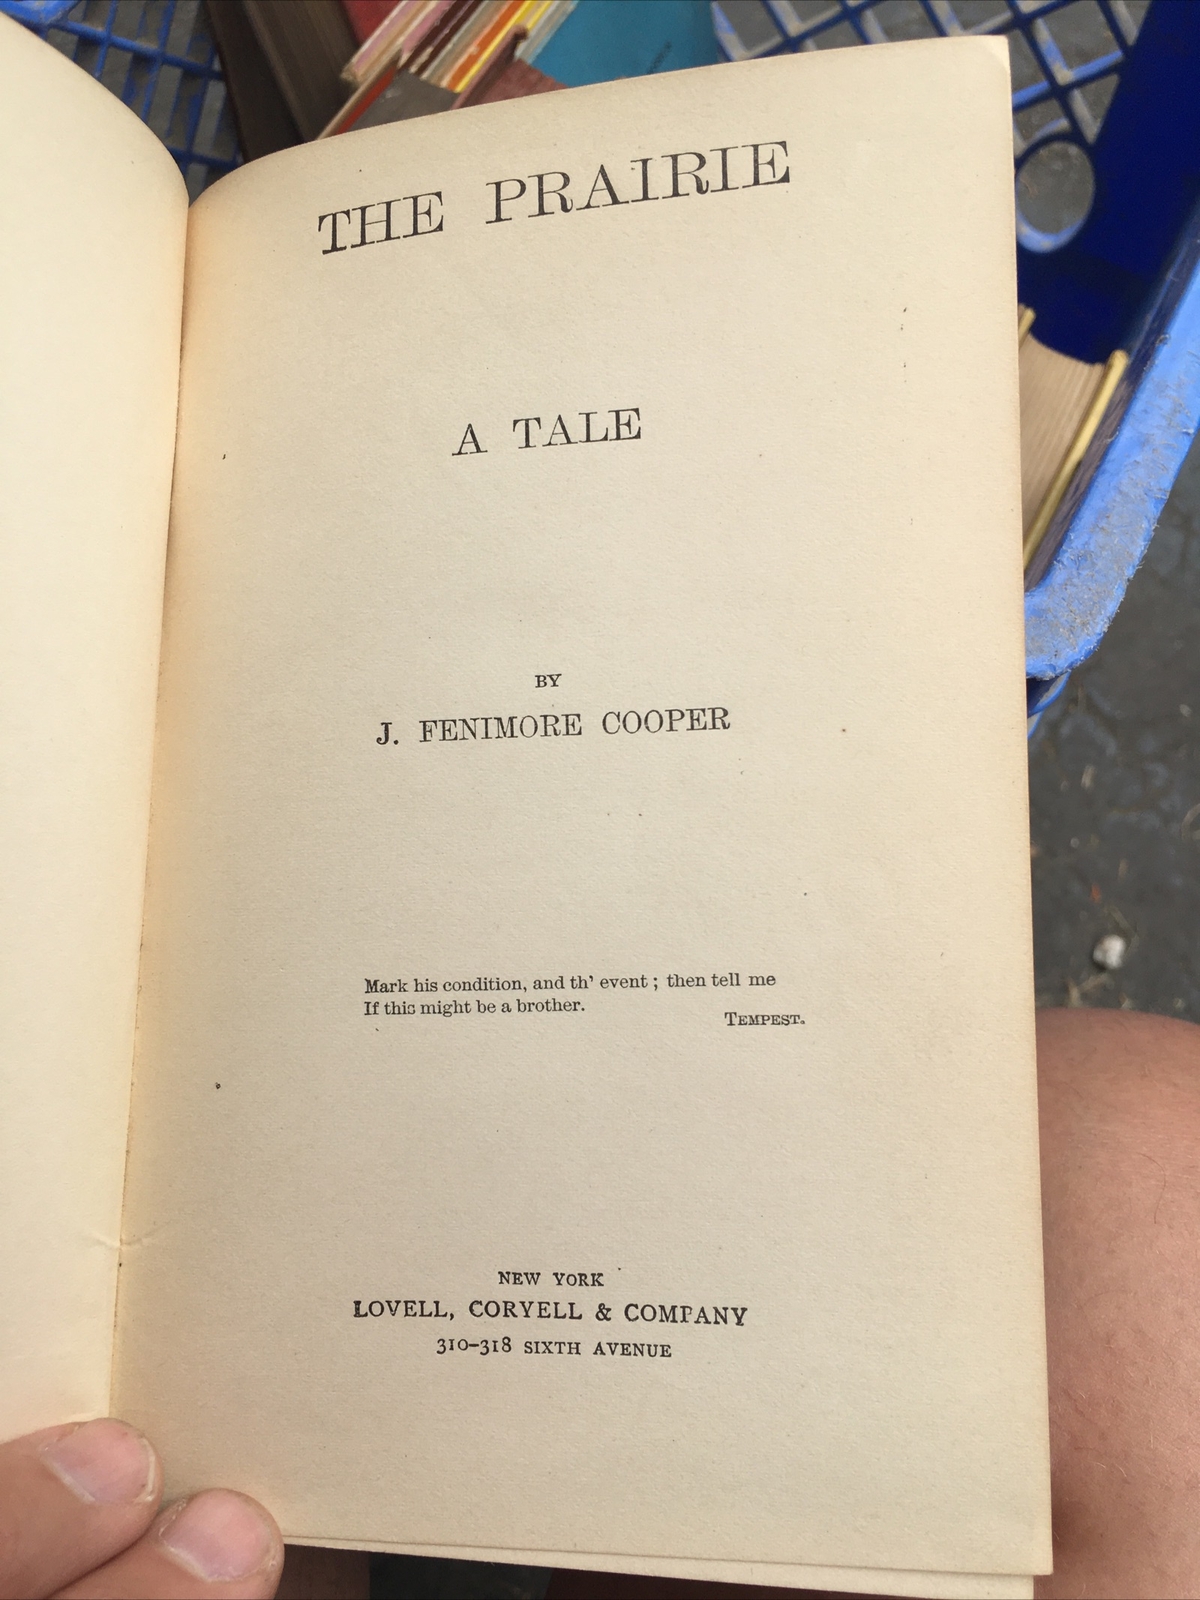 THE PRAIRIE
A TALE
BY
J. FENIMORE COOPER
Mark his condition, and th' event ; then tell me
If this might be a brother.
TEMPEST.
NEW YORK
LOVELL, CORYELL & COMPANY
310-318 SIXTH AVENUE